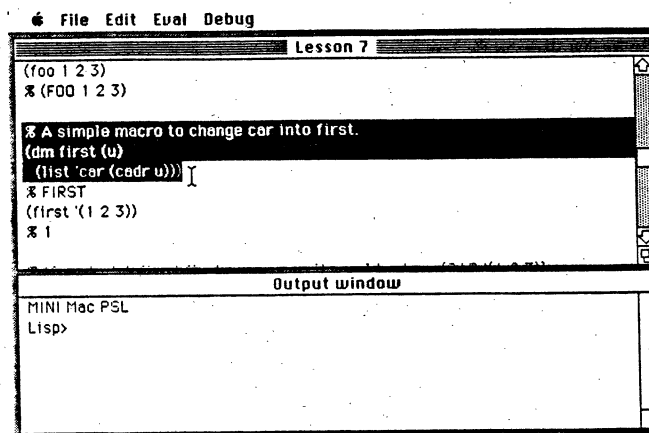 File Edit Eval Debug
Lesson 7
(foo 1 2 3)
% (FOO 1 2 3)
% A simple macro to change car into first.
(dm first (u)
(list 'car (cadr u)))
% FIRST
(first '(1 2 3))
% 1
Output window
MINI Mac PSL
Lisp>